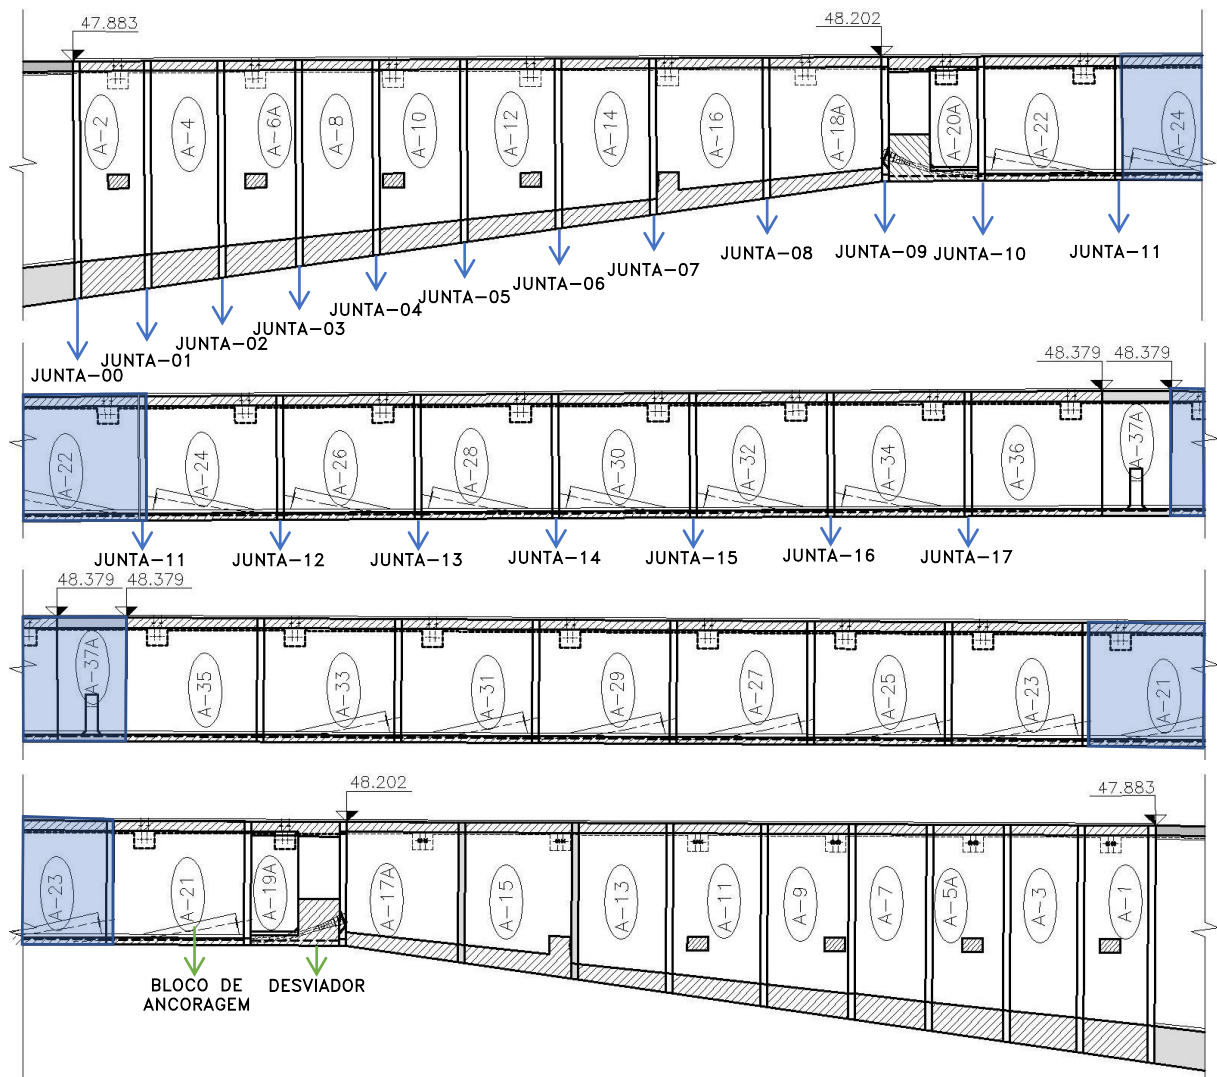 47.883
48.202
A-2
A-4
A-6A
A-8
A-10
A-12
A-14
A-16
A-18A
A-20A
A-22
A-24
JUNTA-00
JUNTA-01
JUNTA-02
JUNTA-03
JUNTA-04
JUNTA-05
JUNTA-06
JUNTA-07
JUNTA-08
JUNTA-09
JUNTA-10
JUNTA-11
48.379
48.379
A-22
A-24
A-26
A-28
A-30
A-32
A-34
A-36
A-37A
JUNTA-11
JUNTA-12
JUNTA-13
JUNTA-14
JUNTA-15
JUNTA-16
JUNTA-17
48.379
48.379
A-37A
A-35
A-33
A-31
A-29
A-27
A-25
A-23
A-21
48.202
47.883
A-23
A-21
A-19A
A-17A
A-15
A-13
A-11
A-9
A-7
A-5A
A-3
A-1
BLOCO DE
ANCORAGEM
DESVIADOR